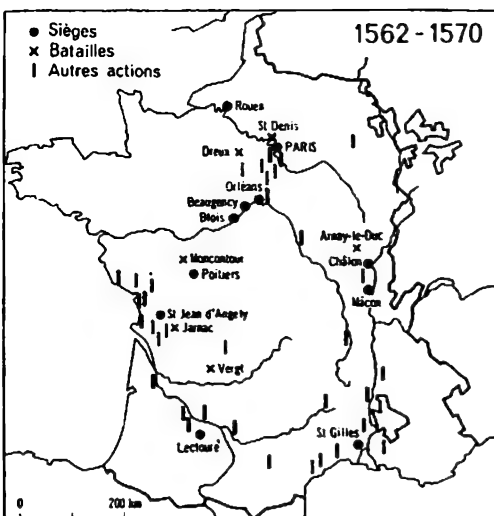 ● Sièges
1562 - 1570
× Batailles
| Autres actions
Rouen
St Denis
PARIS
Dreux
Orléans
Beaugency
Blois
Arnay-le-Duc
Châlon
Moncontour
Poitiers
Mâcon
St Jean d'Angely
Jarnac
Vergt
St Gilles
Lectoure
0 200 km